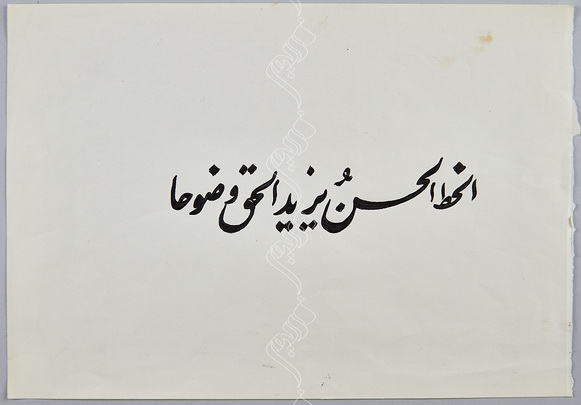 الخط الحسنُ يزيد الحق وضوحا